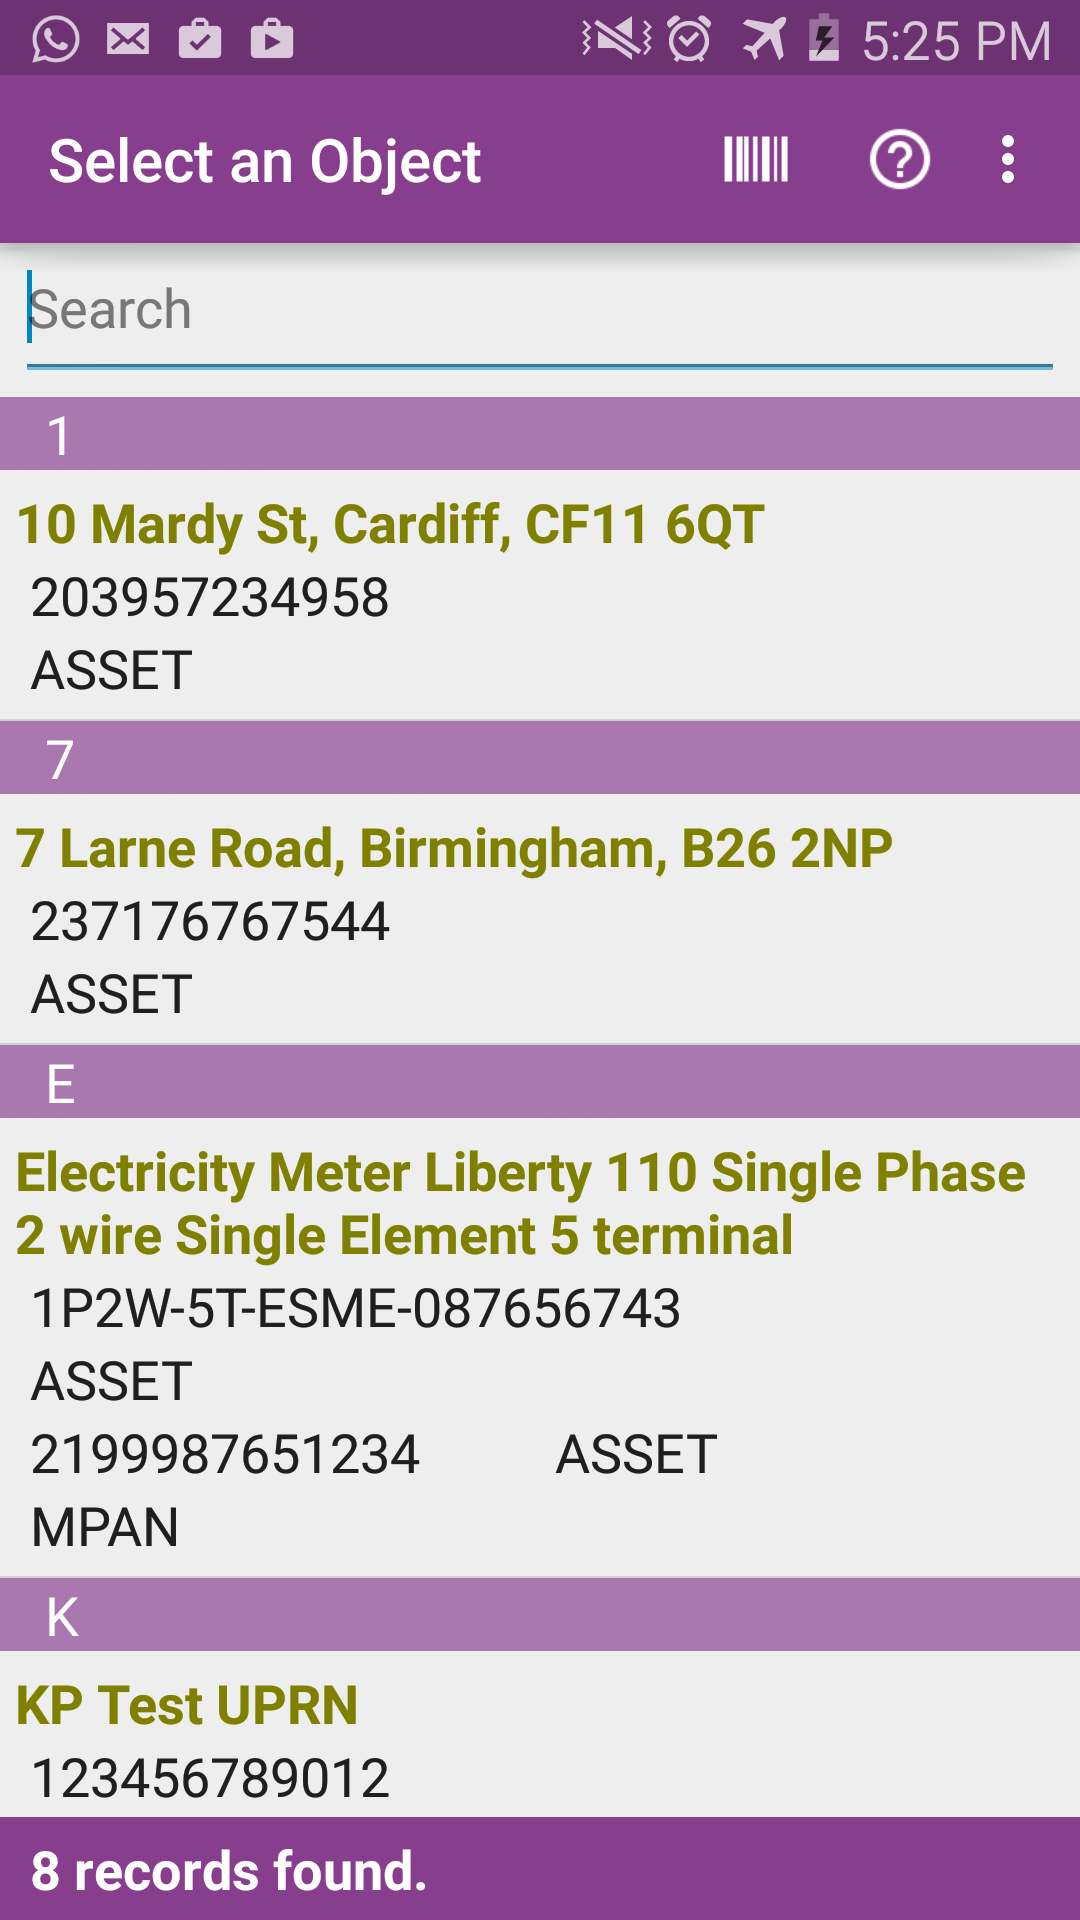 5:25 PM
Select an Object
Search
1
10 Mardy St, Cardiff, CF11 6QT
203957234958
ASSET
7
7 Larne Road, Birmingham, B26 2NP
237176767544
ASSET
E
Electricity Meter Liberty 110 Single Phase
2 wire Single Element 5 terminal
1P2W-5T-ESME-087656743
ASSET
2199987651234 ASSET
MPAN
K
KP Test UPRN
123456789012
8 records found.